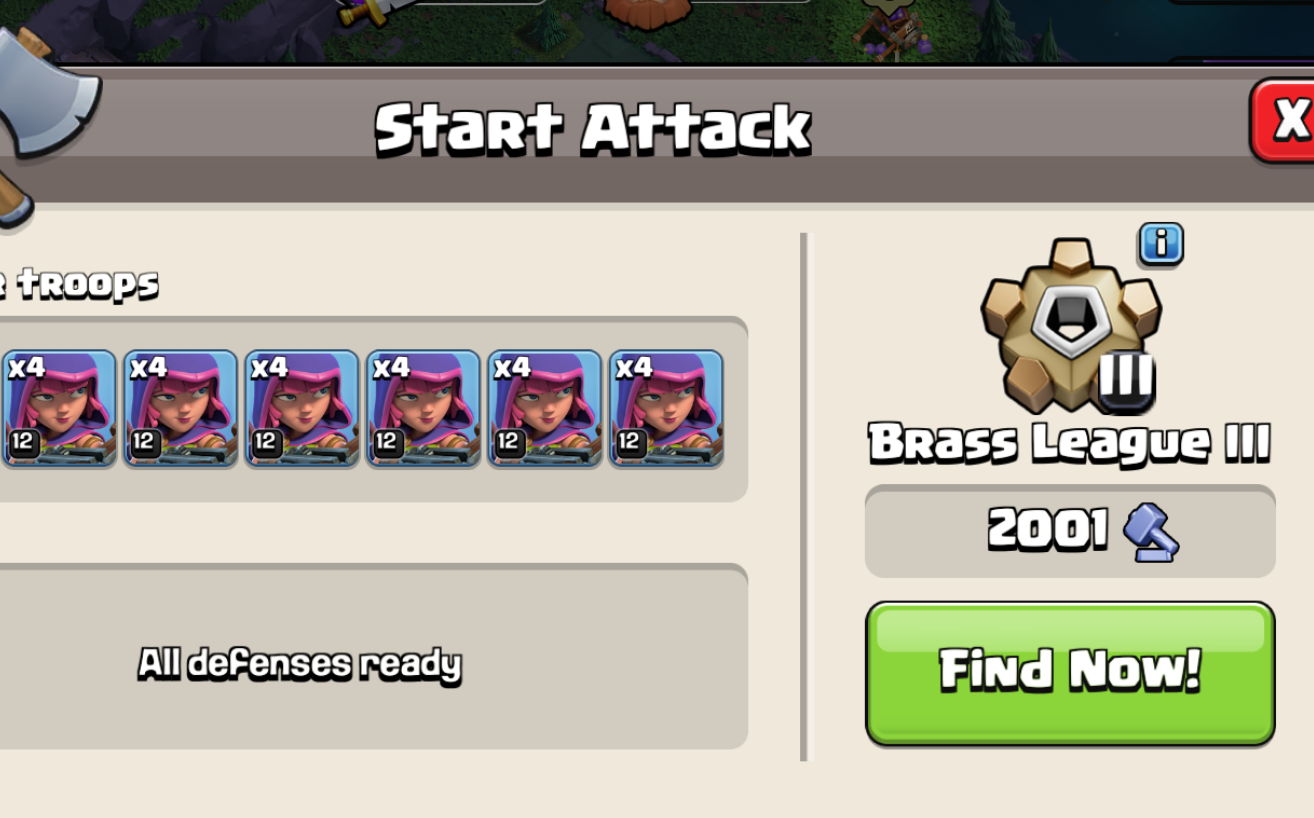 Start Attack
X
i
troops
x4 x4 x4 x4 x4 x4
12 12 12 12 12 12
III
Brass League III
2001
All defenses ready
Find Now!